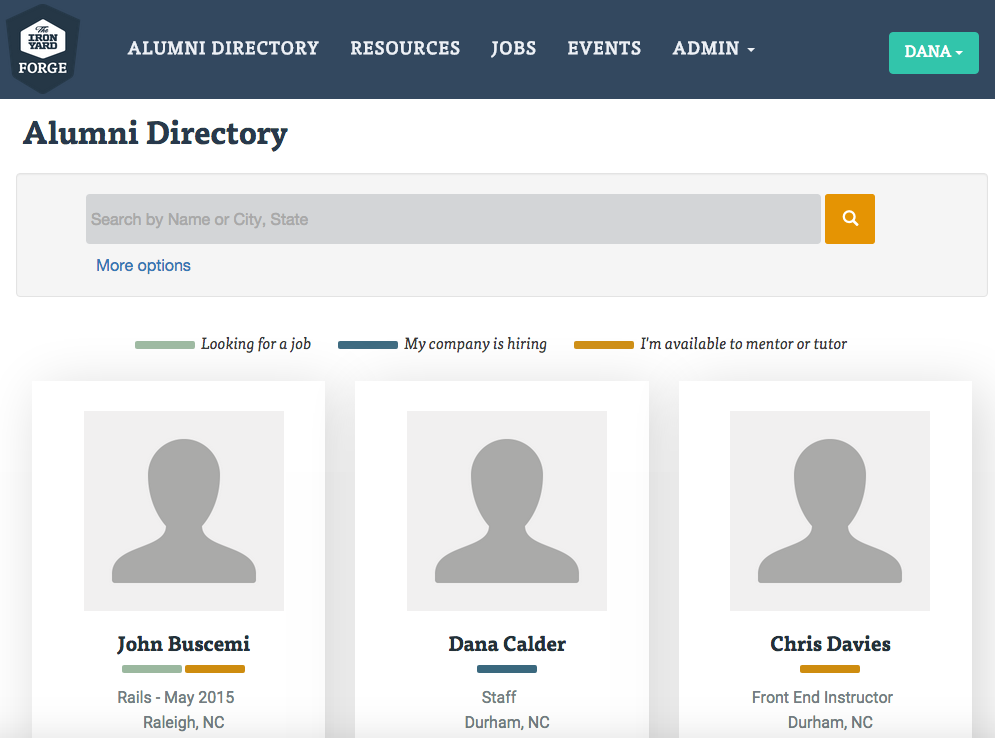 The
IRON
YARD
FORGE
ALUMNI DIRECTORY RESOURCES JOBS EVENTS ADMIN
DANA
Alumni Directory
Search by Name or City, State
More options
Looking for a job My company is hiring I'm available to mentor or tutor
John Buscemi Dana Calder Chris Davies
Rails - May 2015 Staff Front End Instructor
Raleigh, NC Durham, NC Durham, NC